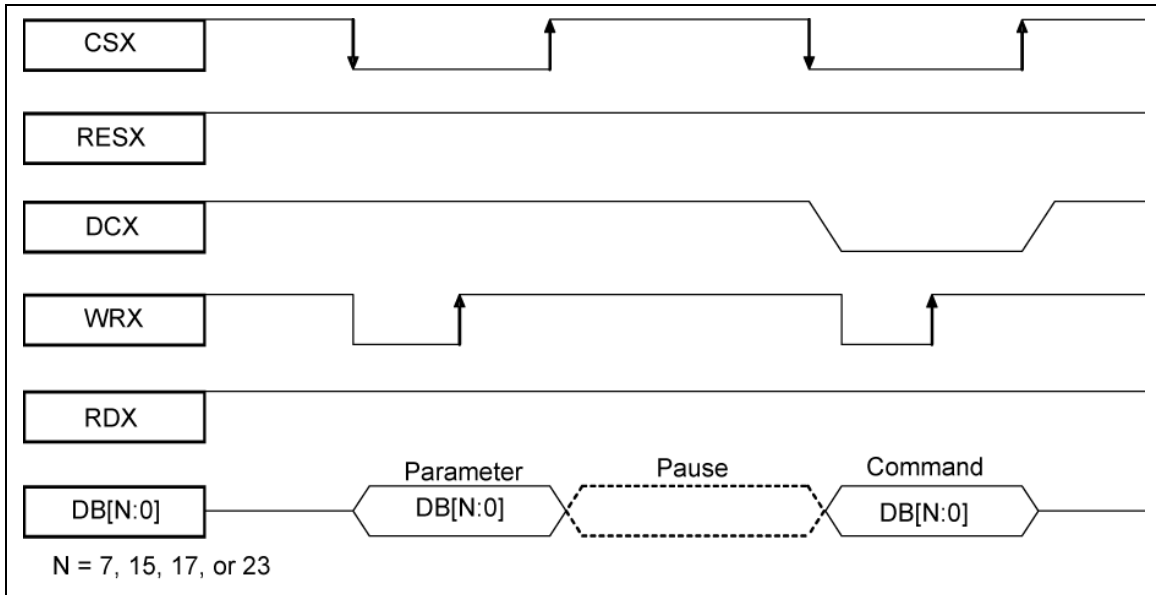 CSX
RESX
DCX
WRX
RDX
Parameter Pause Command
DB[N:0] DB[N:0] DB[N:0]
N = 7, 15, 17, or 23